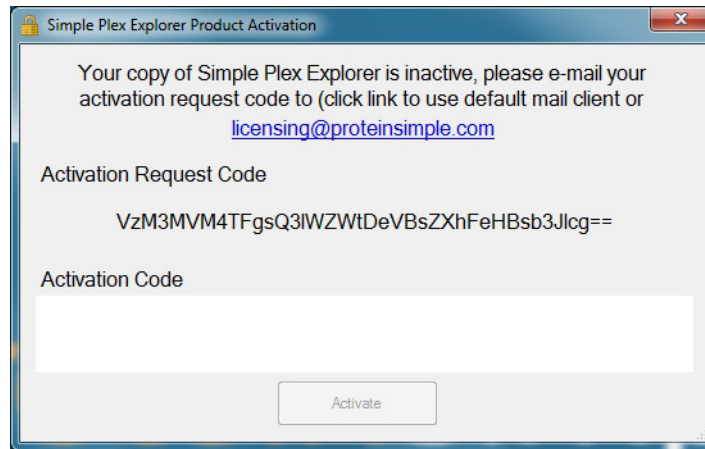 Simple Plex Explorer Product Activation
Your copy of Simple Plex Explorer is inactive, please e-mail your
activation request code to (click link to use default mail client or
licensing@proteinsimple.com
Activation Request Code
VzM3MVM4TFgsQ3lWZWtDeVBsZXhFeHBsb3Jlcg==
Activation Code
Activate